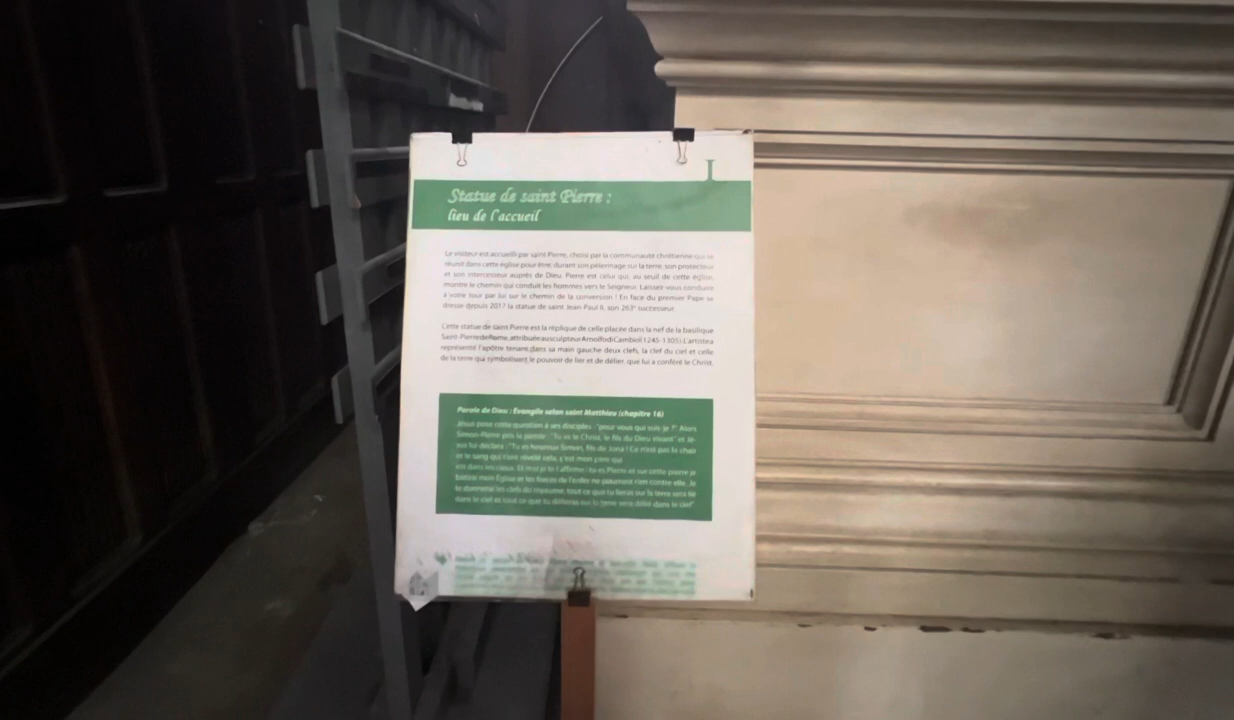 I
Statue de saint Pierre :
lieu de l'accueil
Le visiteur est accueilli par saint Pierre, choisi par la communauté chrétienne qui se
réunit dans cette église pour être, durant son pèlerinage sur la terre, son protecteur
et son intercesseur auprès de Dieu. Pierre est celui qui, au seuil de cette église,
montre le chemin qui conduit les hommes vers le Seigneur. Laissez-vous conduire
à votre tour par lui sur le chemin de la conversion ! En face du premier Pape se
dresse depuis 2017 la statue de saint Jean Paul II, son 263e successeur.
Cette statue de saint Pierre est la réplique de celle placée dans la nef de la basilique
Saint-Pierre de Rome, attribuée au sculpteur Arnolfo di Cambio(1245-1305). L'artiste a
représenté l'apôtre tenant dans sa main gauche deux clefs, la clef du ciel et celle
de la terre qui symbolisent le pouvoir de lier et de délier, que lui a conféré le Christ.
Parole de Dieu : Evangile selon saint Matthieu (chapitre 16)
Jésus pose cette question à ses disciples "pour vous qui suis-je ?" Alors
Simon-Pierre pris la parole : "Tu es le Christ, le fils du Dieu vivant" et Jé-
sus lui déclara : "Tu es heureux Simon, fils de Jona ! Ce n'est pas la chair
et le sang qui t'ont révélé cela, c'est mon père qui
est dans les cieux. Et moi je te l'affirme : tu es Pierre et sur cette pierre je
bâtirai mon Église et les forces de l'enfer ne pourront rien contre elle. Je
te donnerai les clefs du royaume, tout ce que tu lieras sur la terre sera lié
dans le ciel et tout ce que tu délieras sur la terre sera délié dans le ciel"